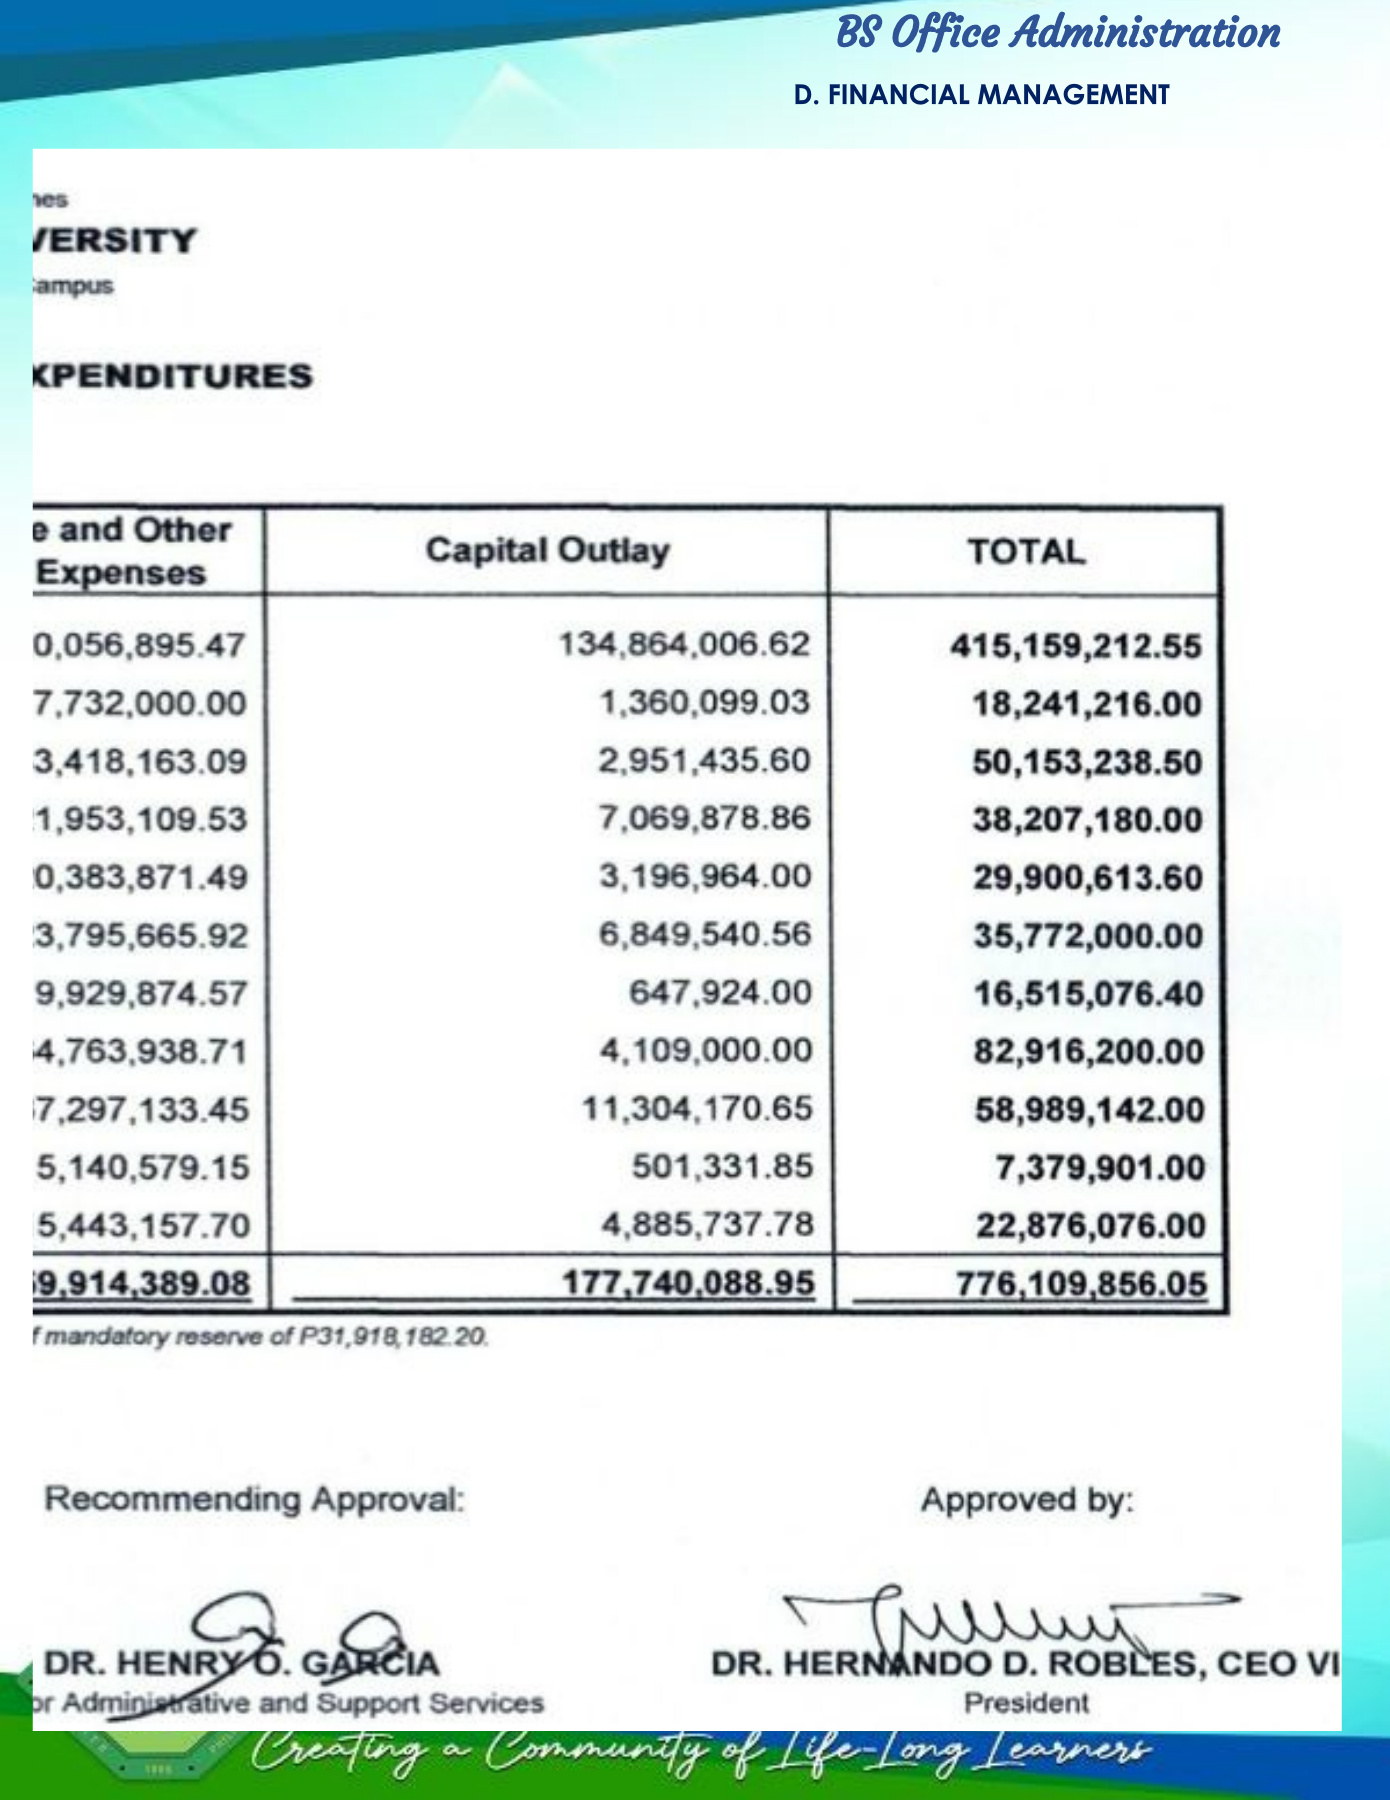 BS Office Administration
D. FINANCIAL MANAGEMENT
nes
VERSITY
Campus
XPENDITURES
e and Other Expenses Capital Outlay TOTAL
0,056,895.47 134,864,006.62 415,159,212.55
7,732,000.00 1,360,099.03 18,241,216.00
3,418,163.09 2,951,435.60 50,153,238.50
1,953,109.53 7,069,878.86 38,207,180.00
0,383,871.49 3,196,964.00 29,900,613.60
3,795,665.92 6,849,540.56 35,772,000.00
9,929,874.57 647,924.00 16,515,076.40
4,763,938.71 4,109,000.00 82,916,200.00
7,297,133.45 11,304,170.65 58,989,142.00
5,140,579.15 501,331.85 7,379,901.00
5,443,157.70 4,885,737.78 22,876,076.00
9,914,389.08 177,740,088.95 776,109,856.05
f mandatory reserve of P31,918,182.20.
Recommending Approval: Approved by:
DR. HENRY O. GARCIA DR. HERNANDO D. ROBLES, CEO VI
or Administrative and Support Services President
Creating a Community of Life-Long Learners